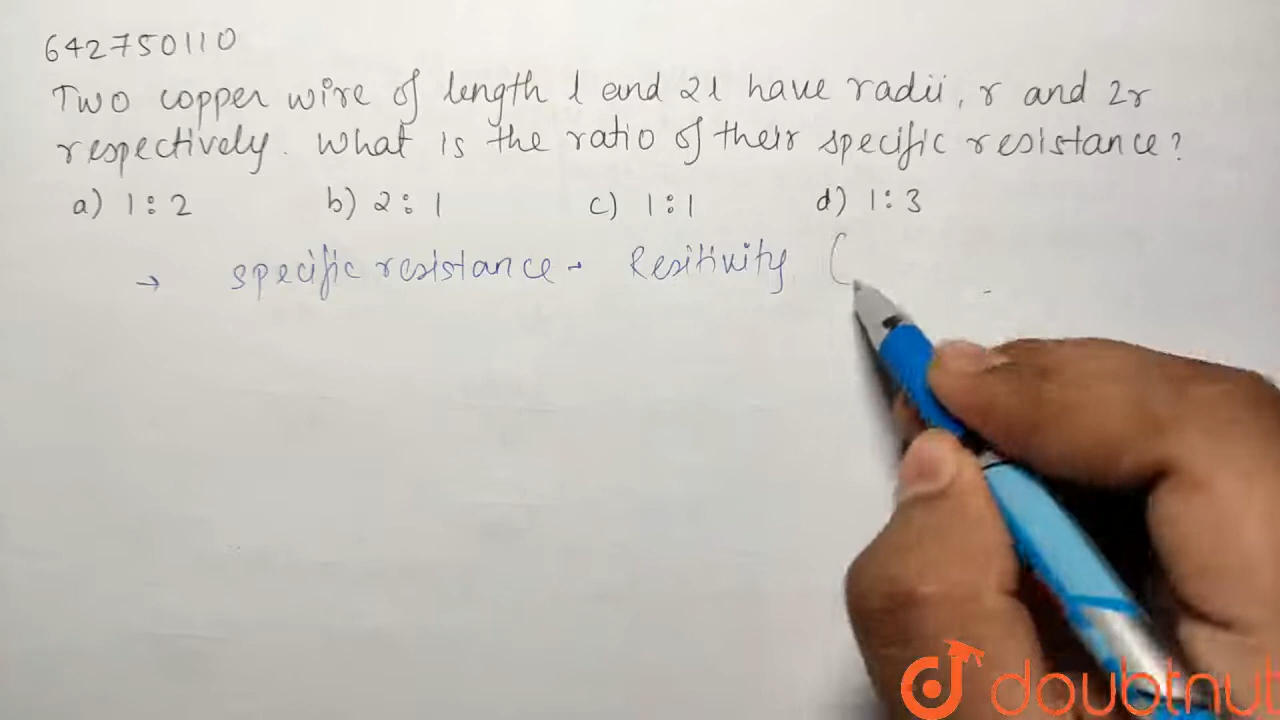 642750110
Two copper wire of length l and 2l have radii, r and 2r
respectively. What is the ratio of their specific resistance?
a) 1:2 b) 2:1 c) 1:1 d) 1:3
→ specific resistance - Resitivity (
doubtnut